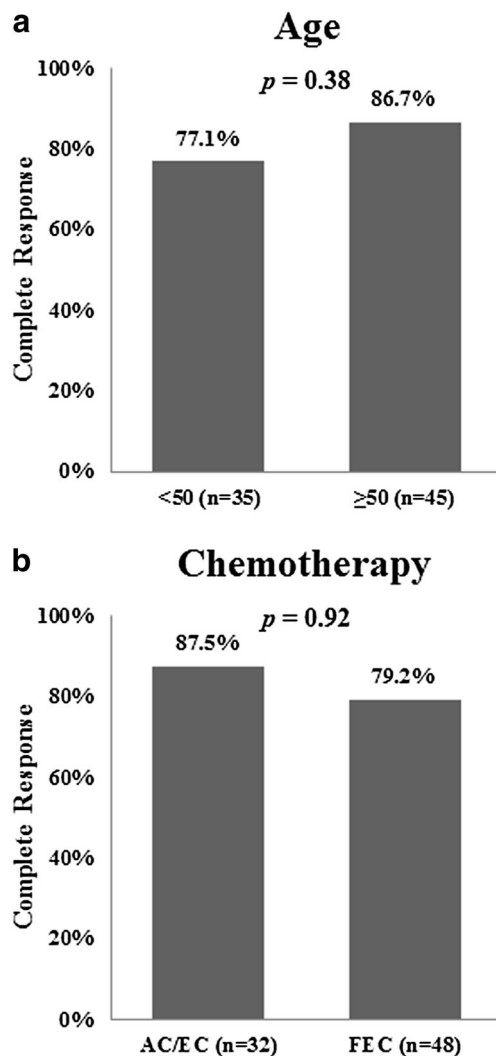 a
Age
100%
p = 0.38
86.7%
77.1%
80%
60%
40%
20%
0%
Complete Response
<50 (n=35)
≥50 (n=45)
b
Chemotherapy
100%
p = 0.92
87.5%
79.2%
80%
60%
40%
20%
0%
Complete Response
AC/EC (n=32)
FEC (n=48)